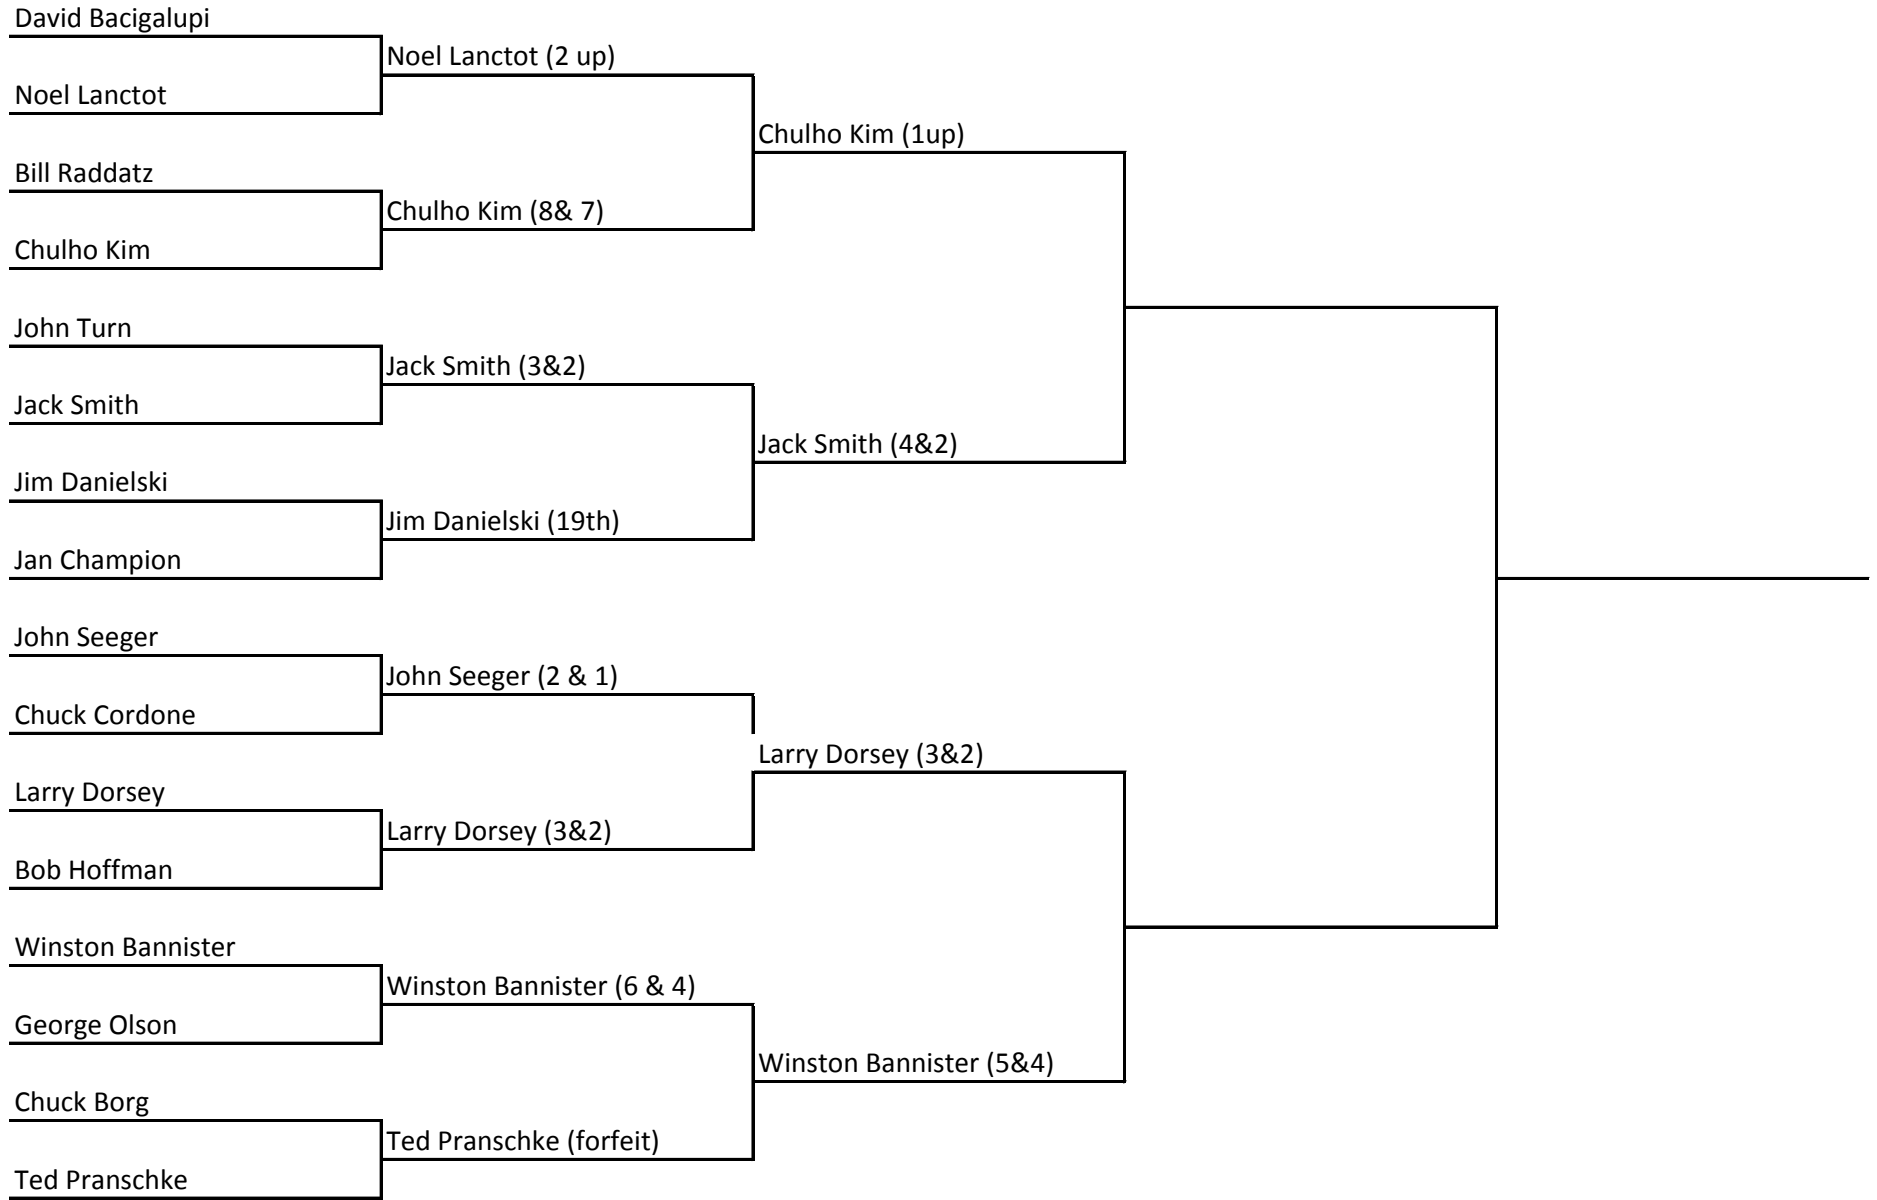 David Bacigalupi
Noel Lanctot (2 up)
Noel Lanctot
Chulho Kim (1up)
Bill Raddatz
Chulho Kim (8& 7)
Chulho Kim
John Turn
Jack Smith (3&2)
Jack Smith
Jack Smith (4&2)
Jim Danielski
Jim Danielski (19th)
Jan Champion
John Seeger
John Seeger (2 & 1)
Chuck Cordone
Larry Dorsey (3&2)
Larry Dorsey
Larry Dorsey (3&2)
Bob Hoffman
Winston Bannister
Winston Bannister (6 & 4)
George Olson
Winston Bannister (5&4)
Chuck Borg
Ted Pranschke (forfeit)
Ted Pranschke